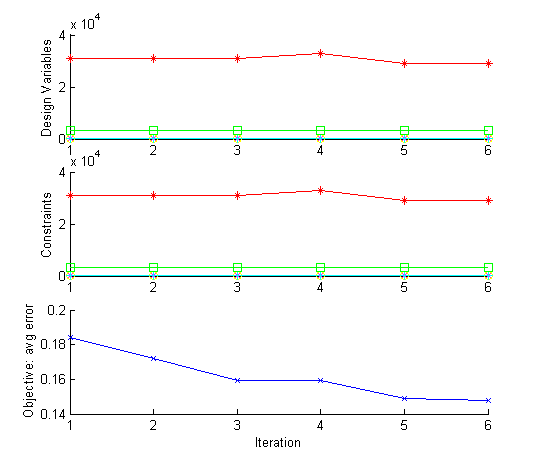 x 10^4
4
2
0
Design Variables
1 2 3 4 5 6
x 10^4
4
2
0
Constraints
1 2 3 4 5 6
0.2
0.18
0.16
0.14
Objective: avg error
1 2 3 4 5 6
Iteration